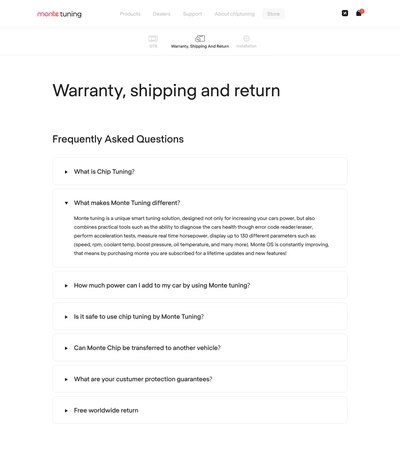 monte tuning
Products Dealers Support About chiptuning Store
GTR Warranty, Shipping And Return Installation
Warranty, shipping and return
Frequently Asked Questions
What is Chip Tuning?
What makes Monte Tuning different?
Monte tuning is a unique smart tuning solution, designed not only for increasing your cars power, but also
combines practical tools such as the ability to diagnose the cars health though error code reader/eraser,
perform acceleration tests, measure real time horsepower, display up to 130 different parameters such as
(speed, rpm, coolant temp, boost pressure, oil temperature, and many more). Monte OS is constantly improving,
that means by purchasing monte you are subscribed for a lifetime updates and new features!
How much power can I add to my car by using Monte tuning?
Is it safe to use chip tuning by Monte Tuning?
Can Monte Chip be transferred to another vehicle?
What are your custumer protection guarantees?
Free worldwide return